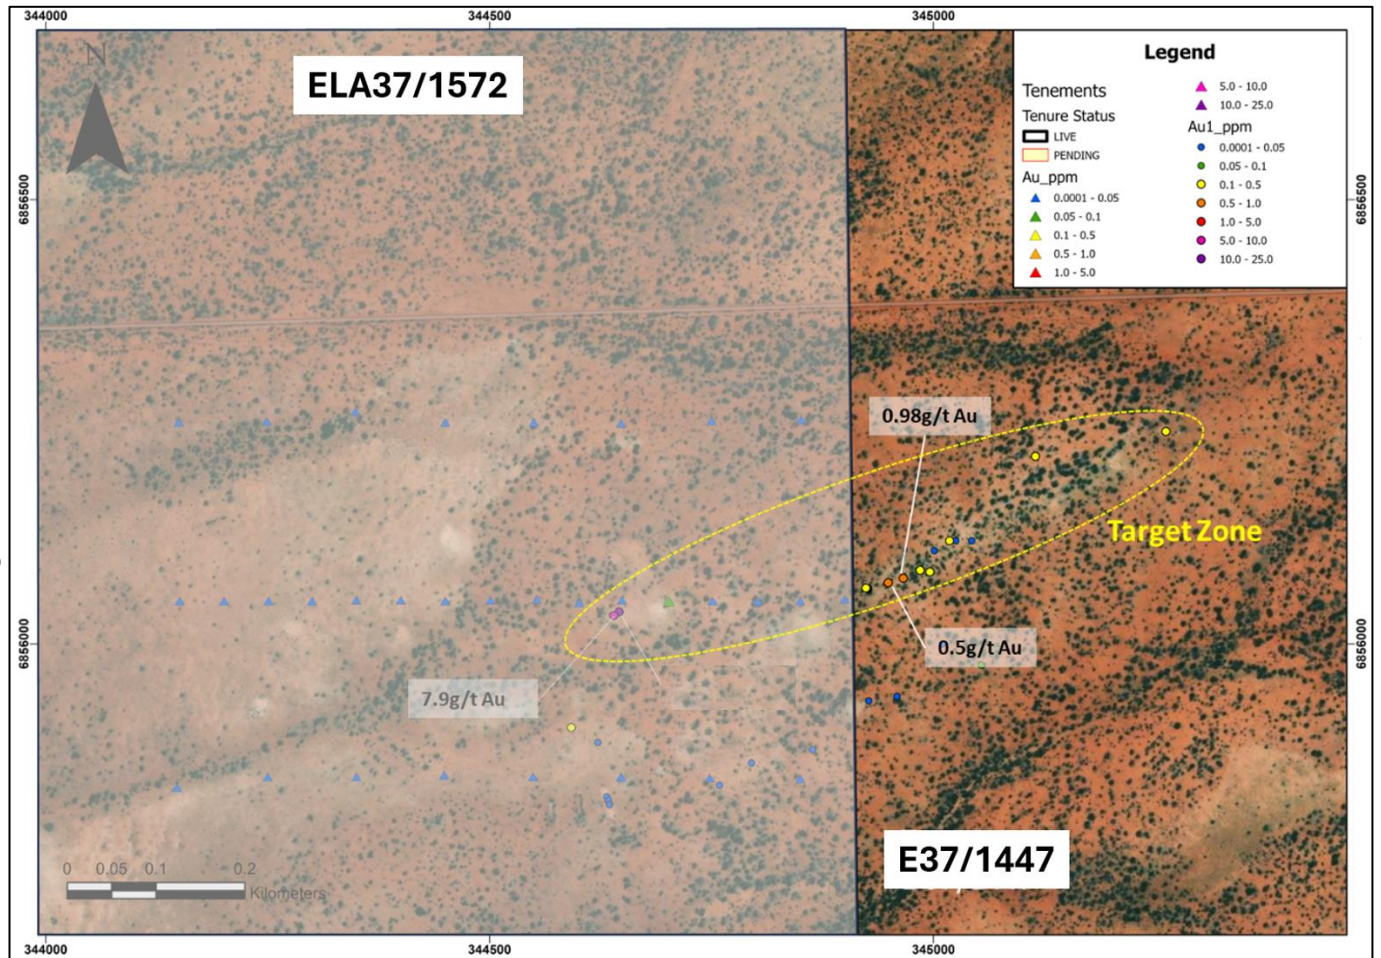 344000
344500
345000
N
ELA37/1572
Legend
Tenements
Tenure Status
LIVE
PENDING
Au_ppm
0.0001 - 0.05
0.05 - 0.1
0.1 - 0.5
0.5 - 1.0
1.0 - 5.0
5.0 - 10.0
10.0 - 25.0
Au1_ppm
0.0001 - 0.05
0.05 - 0.1
0.1 - 0.5
0.5 - 1.0
1.0 - 5.0
5.0 - 10.0
10.0 - 25.0
6856500
6856500
0.98g/t Au
Target Zone
6856000
6856000
0.5g/t Au
7.9g/t Au
E37/1447
0 0.05 0.1 0.2
Kilometers
344000
344500
345000